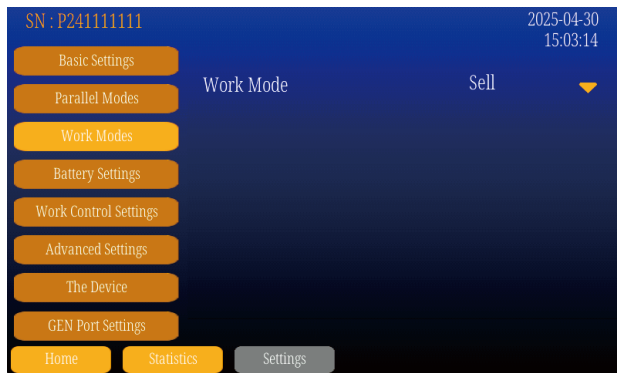 SN : P241111111
2025-04-30
15:03:14
Basic Settings
Parallel Modes
Work Modes
Battery Settings
Work Control Settings
Advanced Settings
The Device
GEN Port Settings
Work Mode Sell
Home Statistics Settings